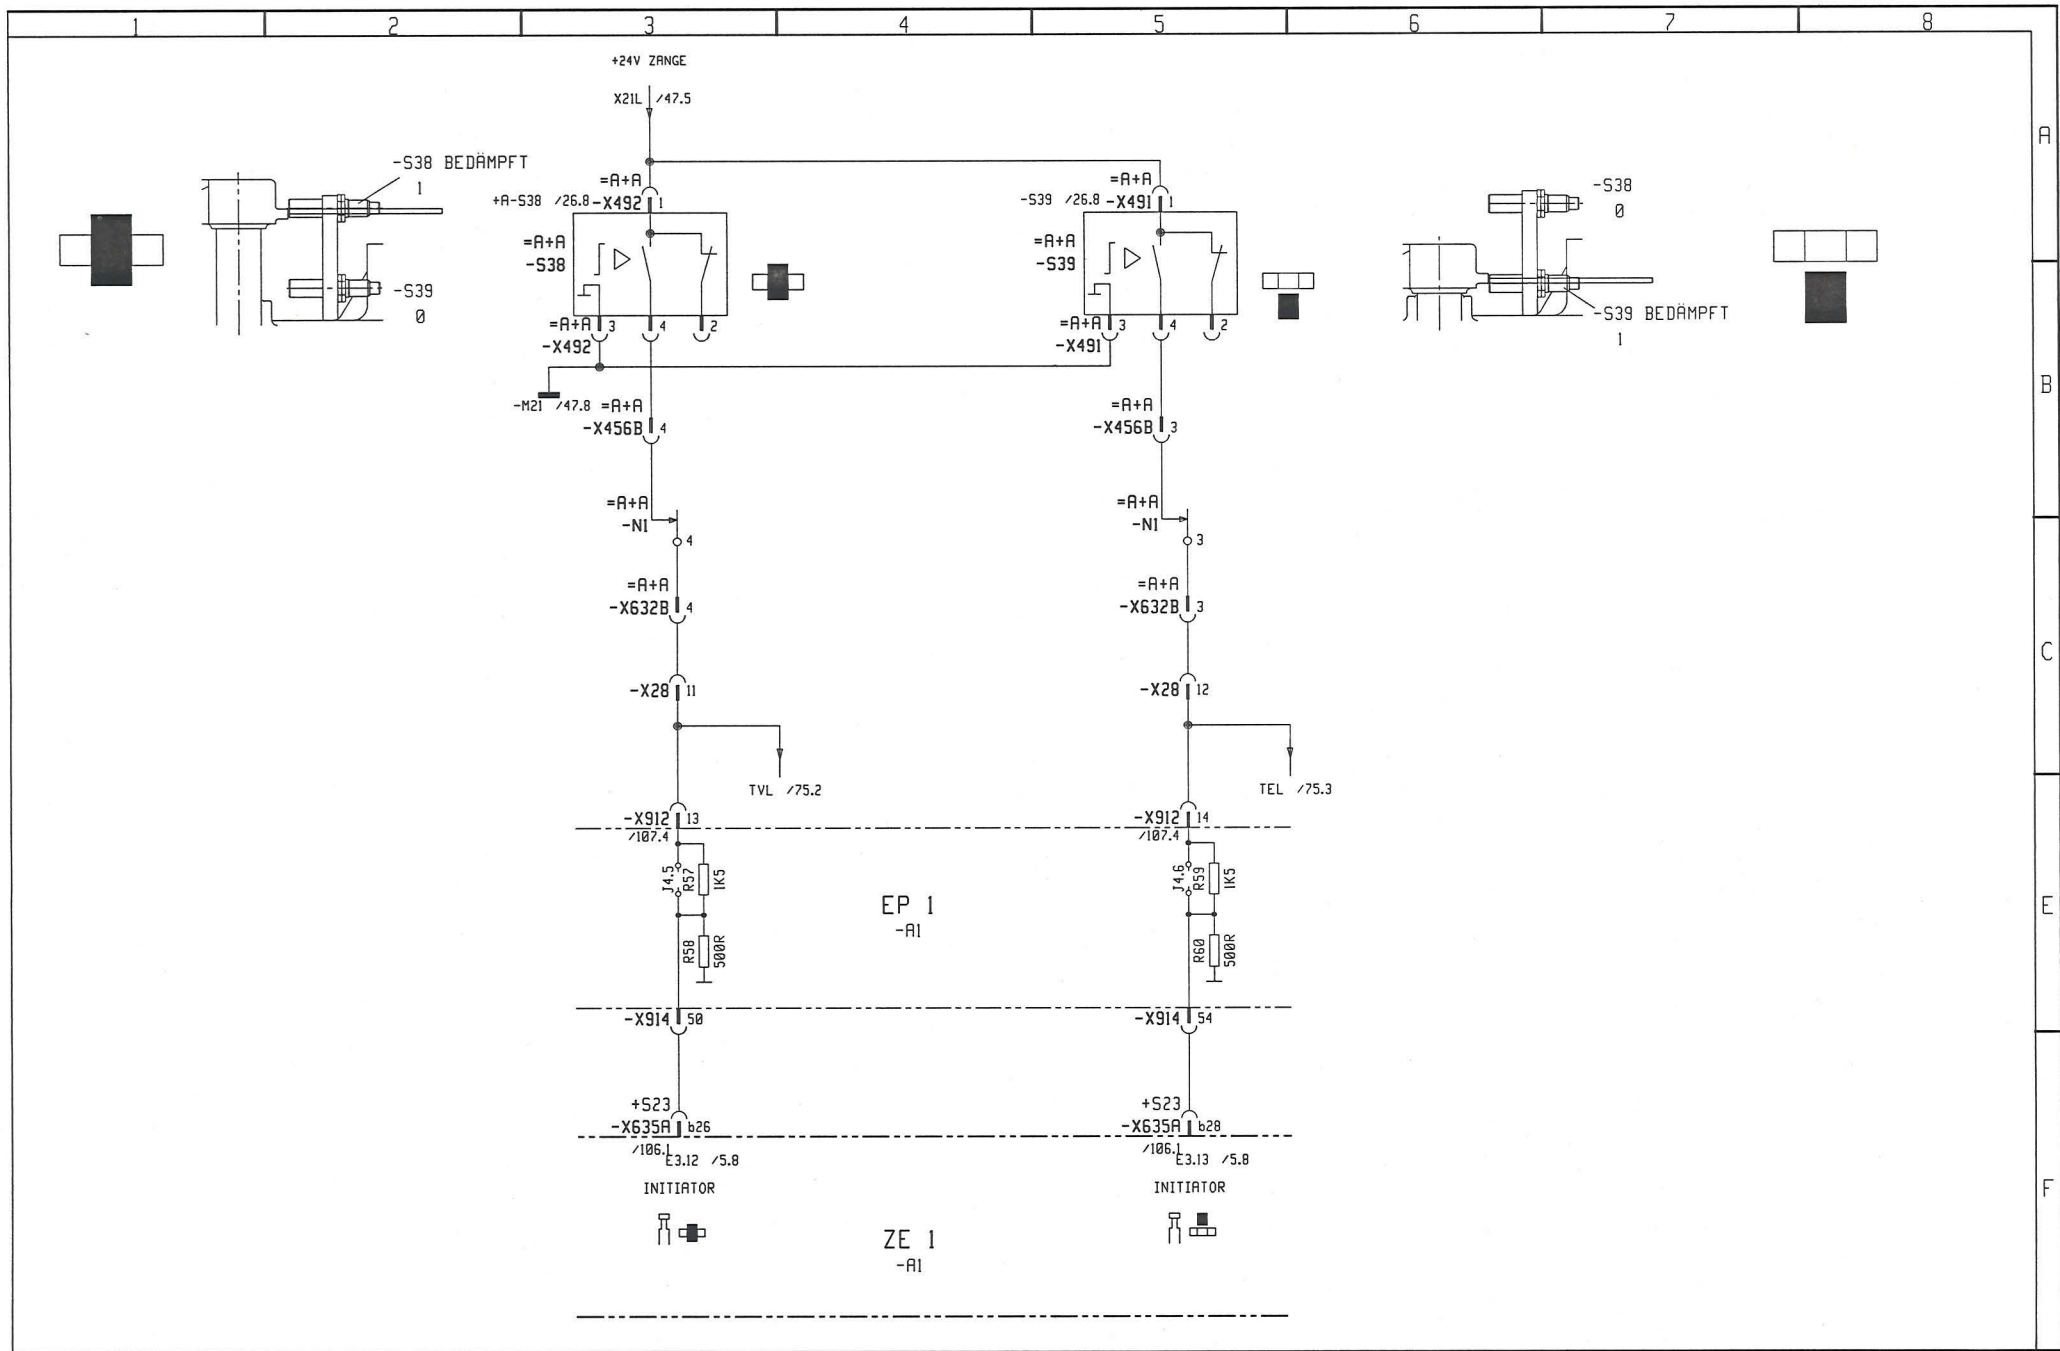 1 2 3 4 5 6 7 8
A
B
C
E
F
+24V ZANGE
X21L /47.5
-S38 BEDÄMPFT
1
-S39
0
=A+A
+A-S38 /26.8 -X492 1
=A+A
-S38
=A+A 3 4 2
-X492
=A+A
-S39 /26.8 -X491 1
=A+A
-S39
=A+A 3 4 2
-X491
-S38
0
-S39 BEDÄMPFT
1
-M21 /47.8 =A+A
-X456B 4
=A+A
-X456B 3
=A+A
-N1
4
=A+A
-N1
3
=A+A
-X632B 4
=A+A
-X632B 3
-X28 11
-X28 12
TVL /75.2
TEL /75.3
-X912 13
/107.4
-X912 14
/107.4
J4.5 R57 1K5
R58 500R
EP 1
-A1
J4.6 R59 1K5
R60 500R
-X914 50
-X914 54
+S23
-X635A b26
/106.1
E3.12 /5.8
INITIATOR
+S23
-X635A b28
/106.1
E3.13 /5.8
INITIATOR
ZE 1
-A1